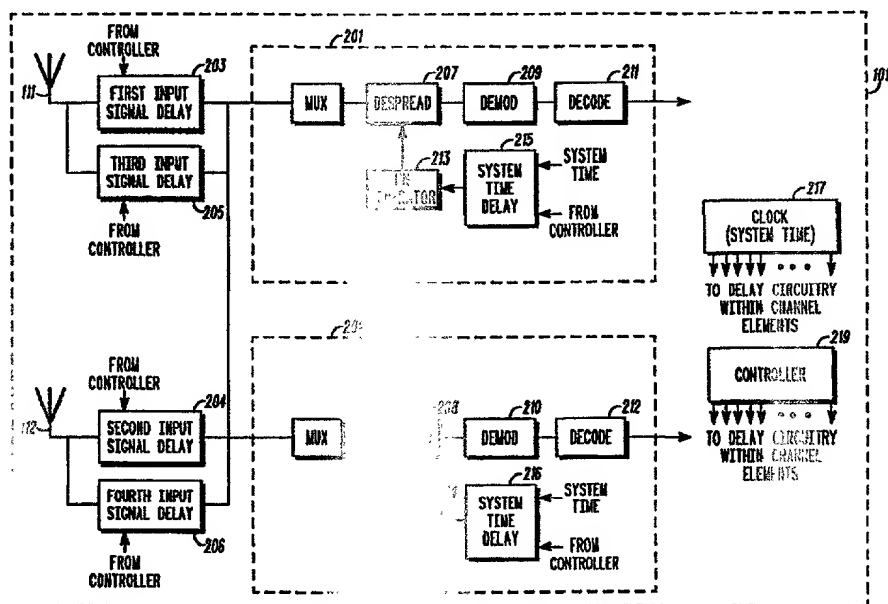 FROM
CONTROLLER
203
111
FIRST INPUT
SIGNAL DELAY
THIRD INPUT
SIGNAL DELAY
FROM
CONTROLLER
205
201
MUX
207
DESPREAD
209
DEMOD
211
DECODE
213
215
SYSTEM
TIME
DELAY
SYSTEM
TIME
FROM
CONTROLLER
101
217
CLOCK
(SYSTEM TIME)
TO DELAY CIRCUITRY
WITHIN CHANNEL
ELEMENTS
219
CONTROLLER
TO DELAY CIRCUITRY
WITHIN CHANNEL
ELEMENTS
FROM
CONTROLLER
204
112
SECOND INPUT
SIGNAL DELAY
FOURTH INPUT
SIGNAL DELAY
206
FROM
CONTROLLER
MUX
208
210
DEMOD
212
DECODE
216
SYSTEM
TIME
DELAY
SYSTEM
TIME
FROM
CONTROLLER